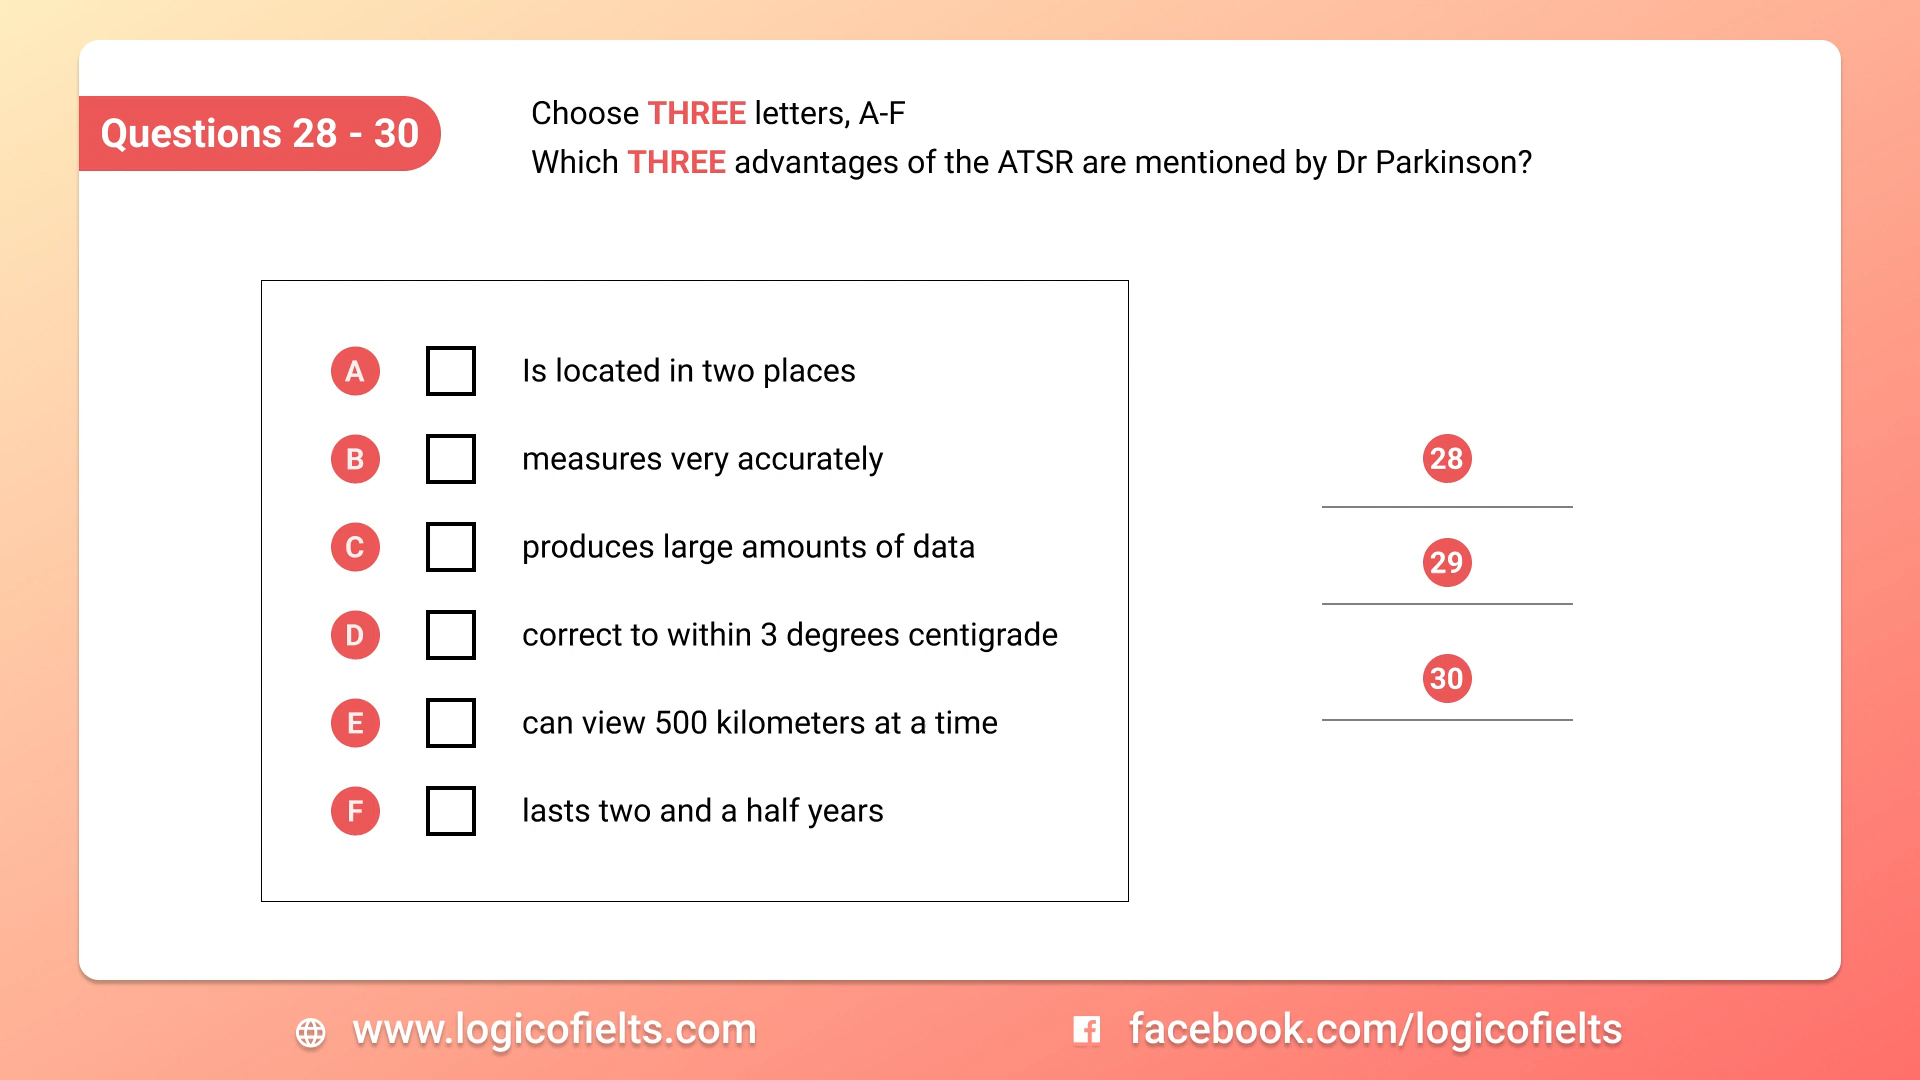 Questions 28 - 30
Choose THREE letters, A-F
Which THREE advantages of the ATSR are mentioned by Dr Parkinson?
A Is located in two places
B measures very accurately
C produces large amounts of data
D correct to within 3 degrees centigrade
E can view 500 kilometers at a time
F lasts two and a half years
28
29
30
www.logicofielts.com
facebook.com/logicofielts